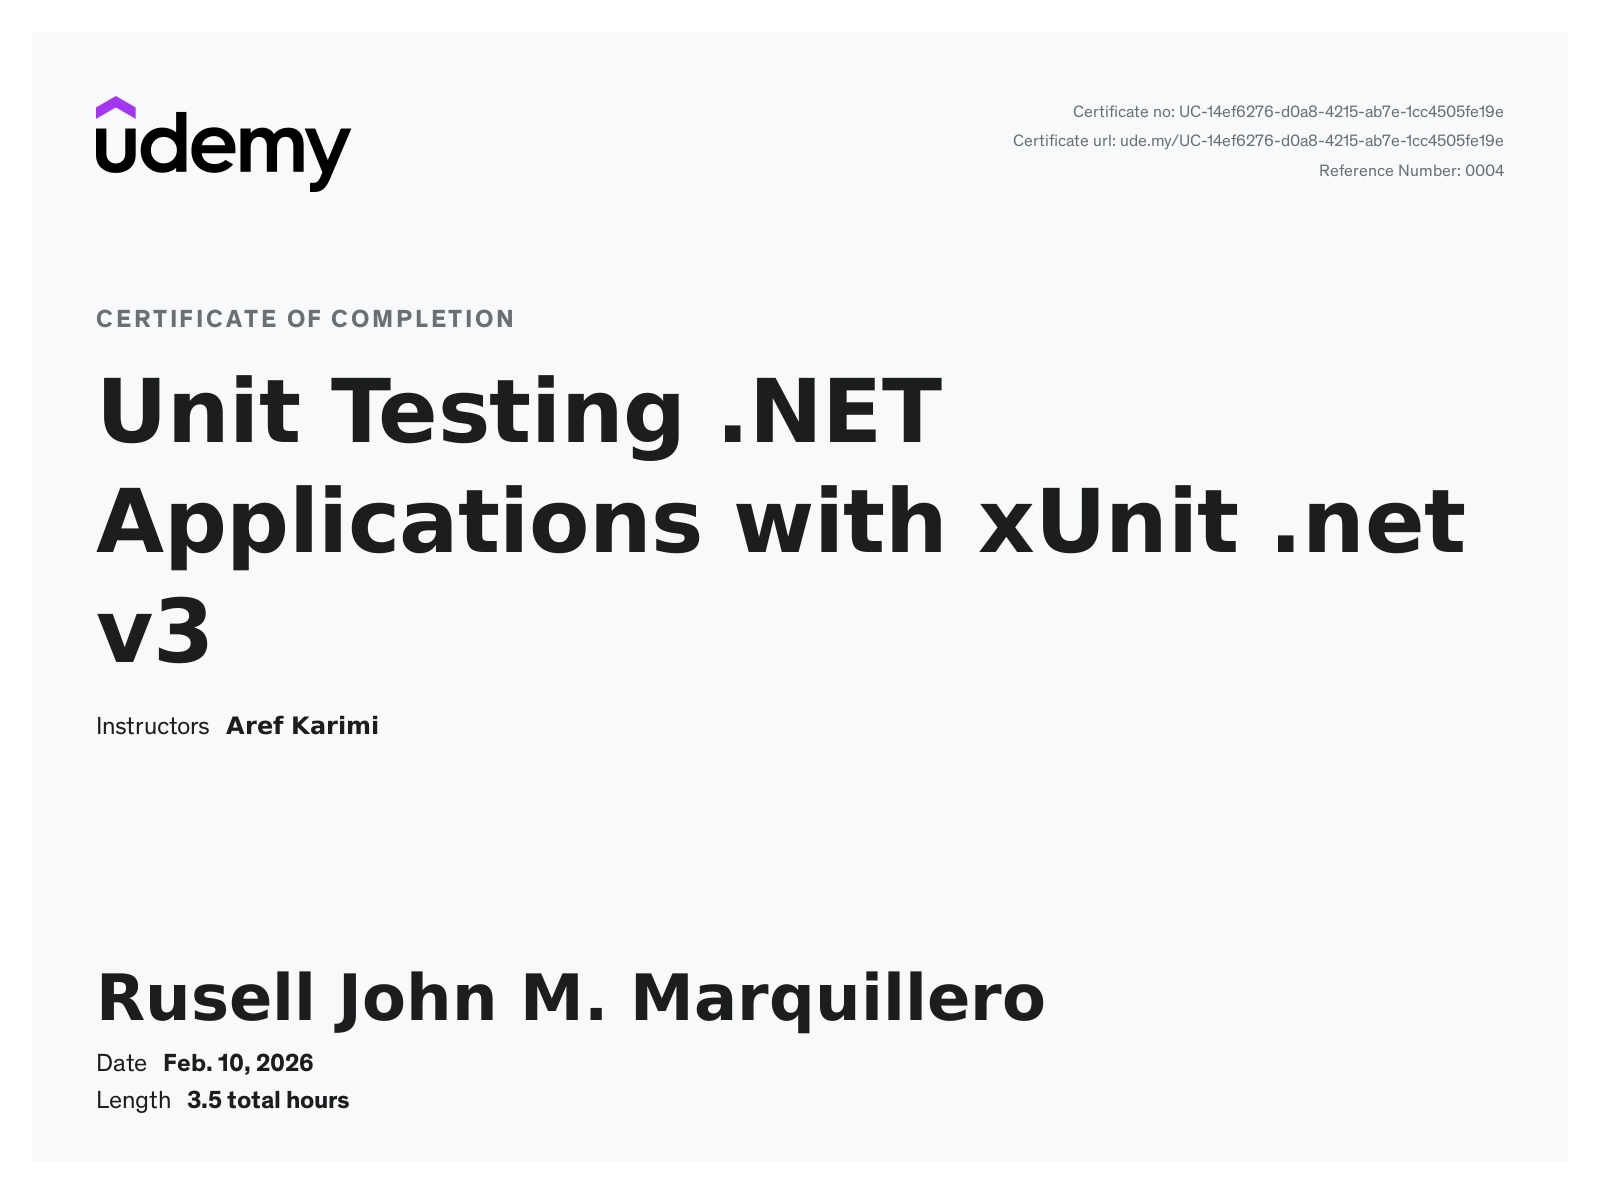 udemy
Certificate no: UC-14ef6276-d0a8-4215-ab7e-1cc4505fe19e
Certificate url: ude.my/UC-14ef6276-d0a8-4215-ab7e-1cc4505fe19e
Reference Number: 0004
CERTIFICATE OF COMPLETION
Unit Testing .NET
Applications with xUnit .net
v3
Instructors Aref Karimi
Rusell John M. Marquillero
Date Feb. 10, 2026
Length 3.5 total hours